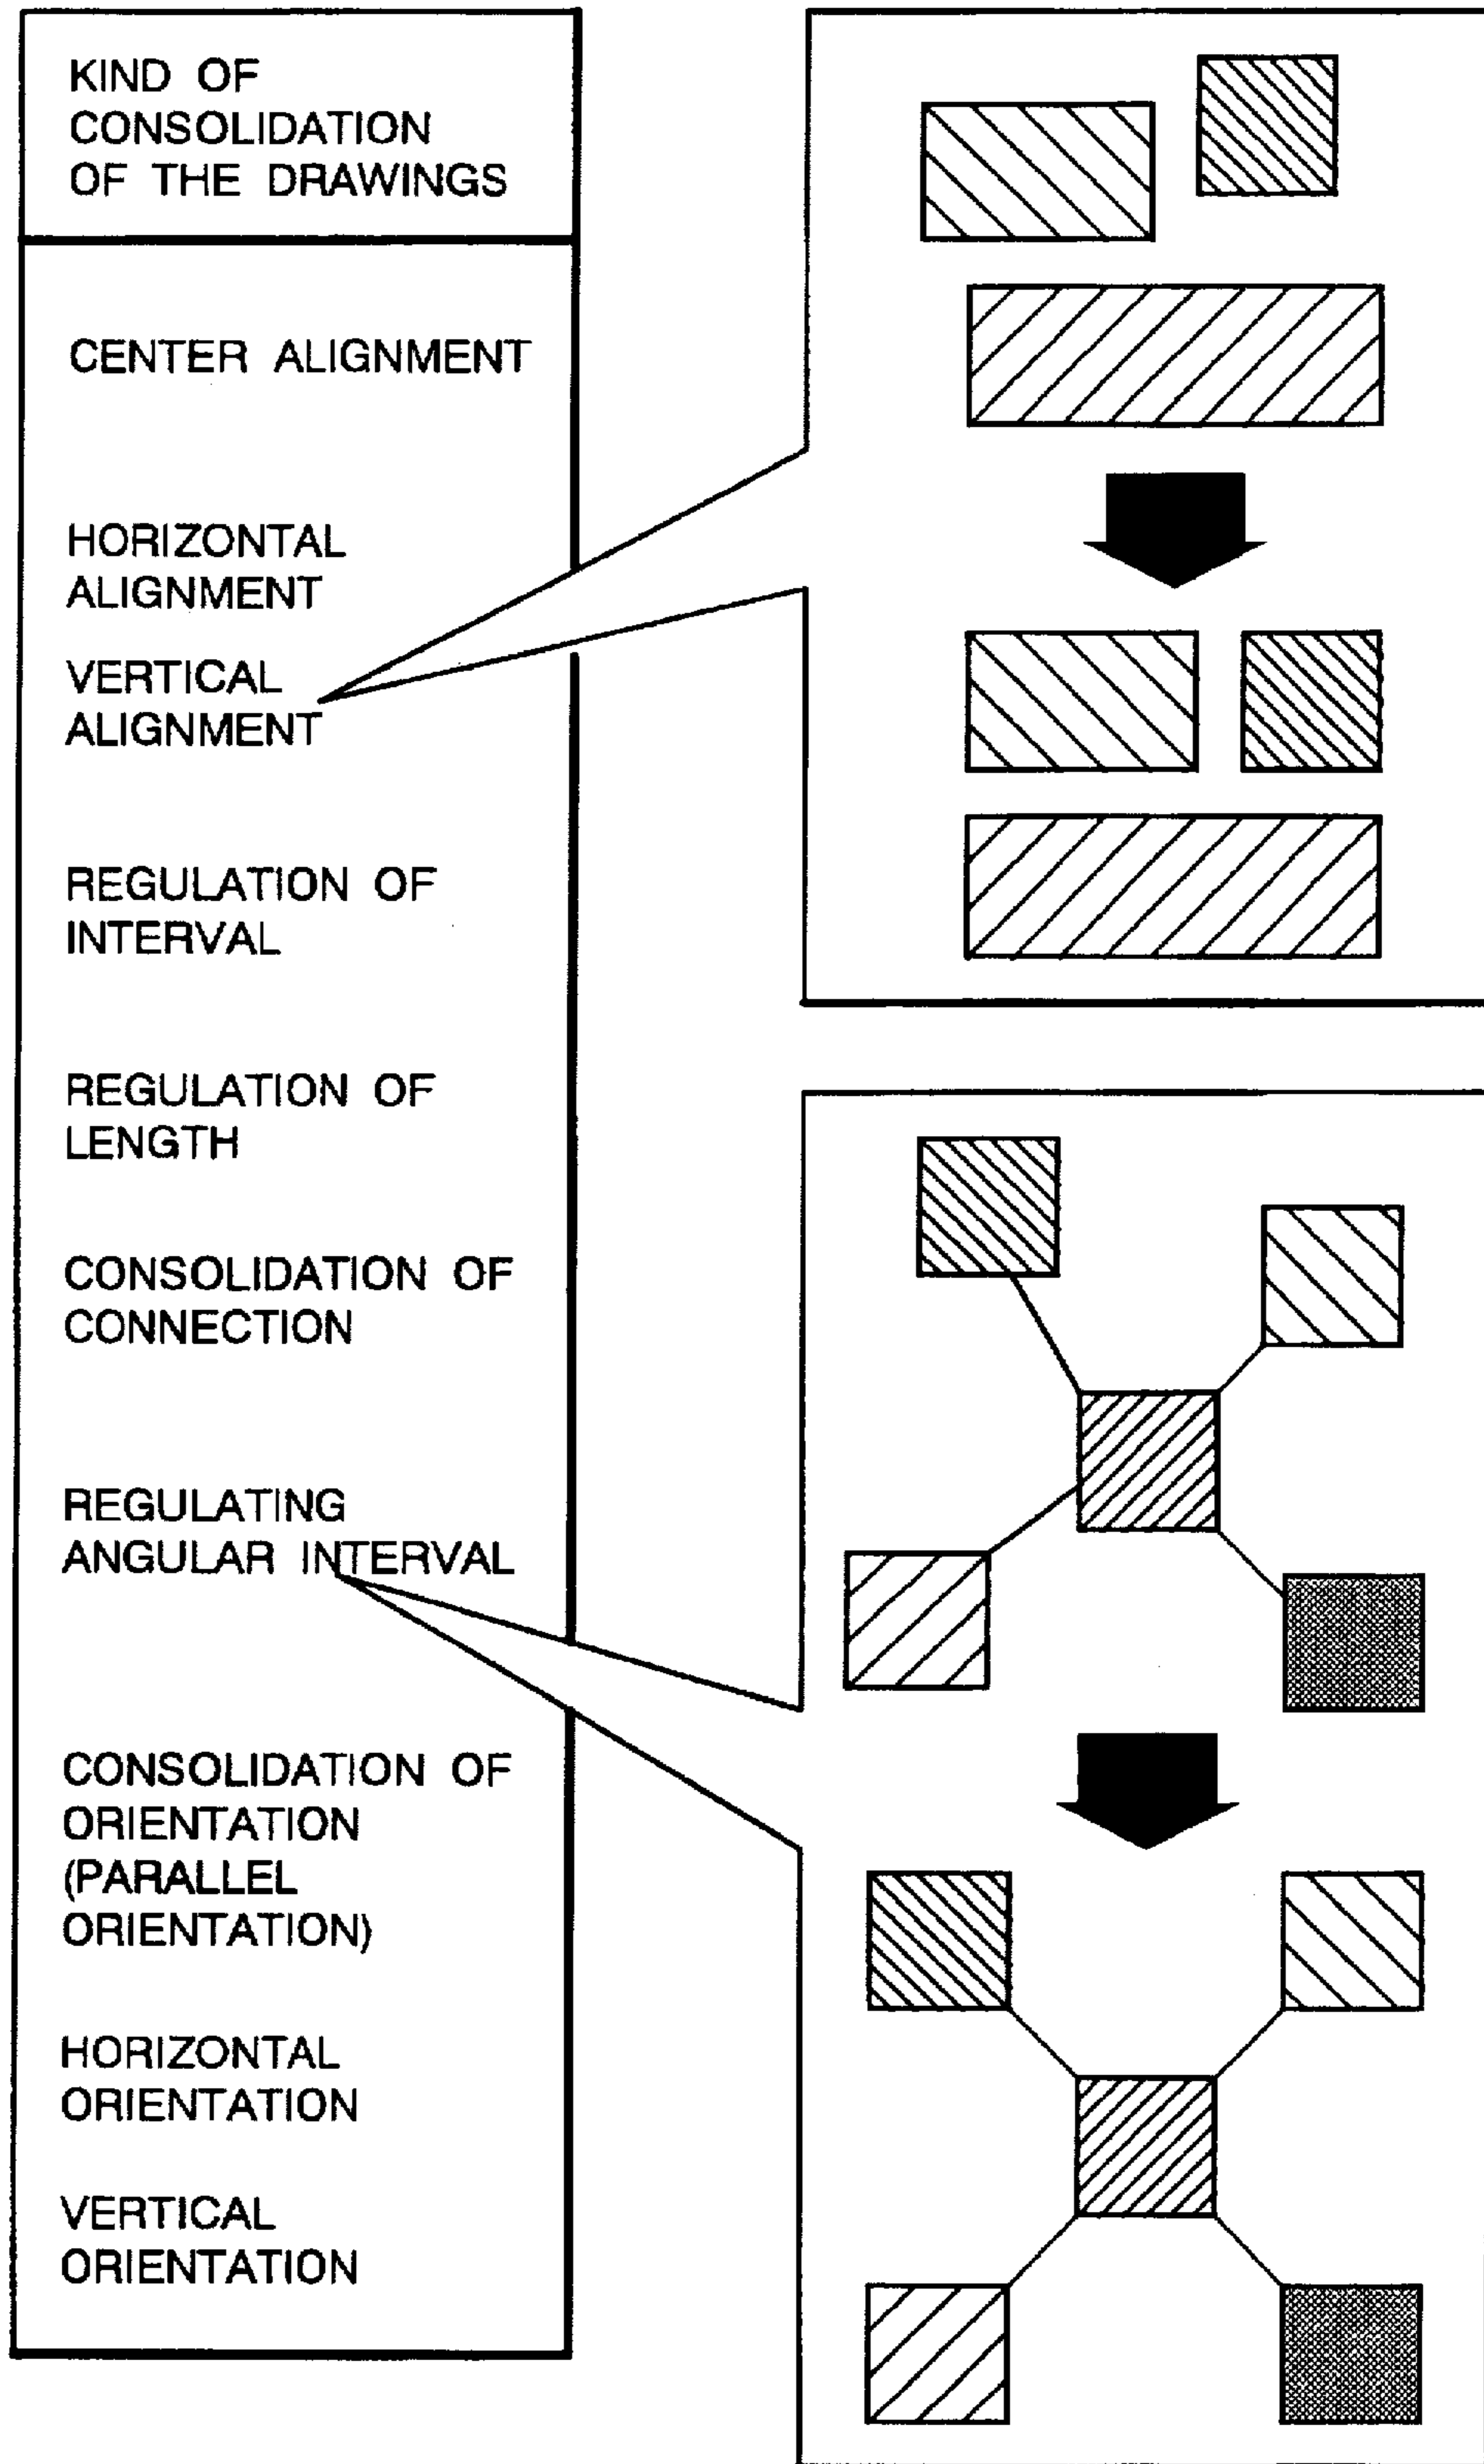 KIND OF
CONSOLIDATION
OF THE DRAWINGS
CENTER ALIGNMENT
HORIZONTAL
ALIGNMENT
VERTICAL
ALIGNMENT
REGULATION OF
INTERVAL
REGULATION OF
LENGTH
CONSOLIDATION OF
CONNECTION
REGULATING
ANGULAR INTERVAL
CONSOLIDATION OF
ORIENTATION
(PARALLEL
ORIENTATION)
HORIZONTAL
ORIENTATION
VERTICAL
ORIENTATION